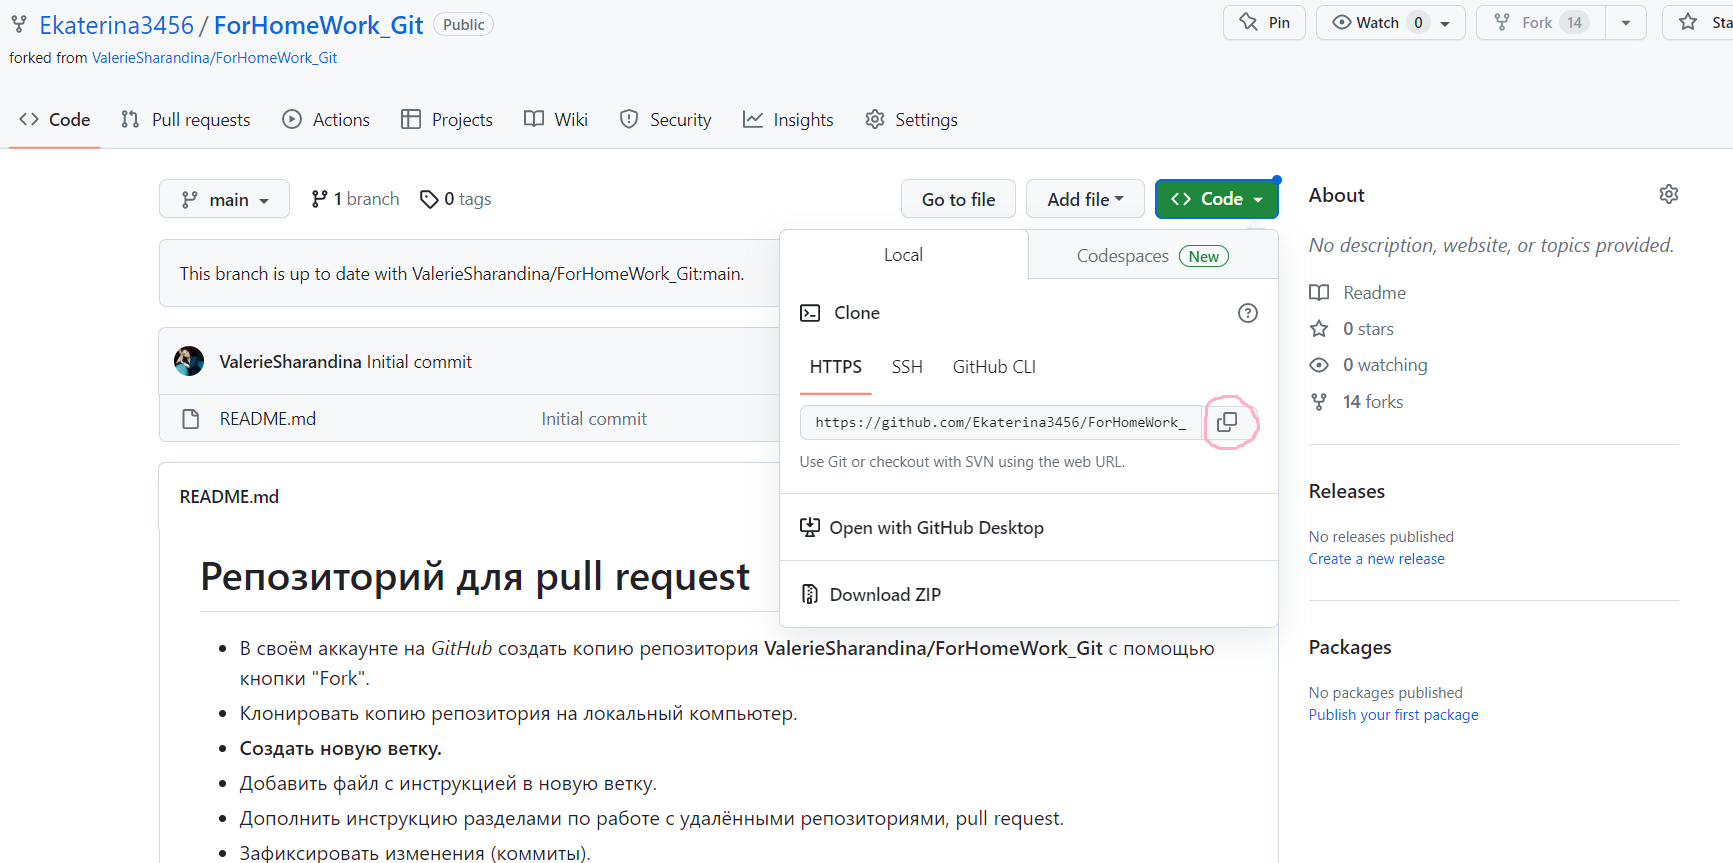 Ekaterina3456 / ForHomeWork_Git Public
Pin
Watch 0
Fork 14
Sta
forked from ValerieSharandina/ForHomeWork_Git
Code
Pull requests
Actions
Projects
Wiki
Security
Insights
Settings
main
1 branch
0 tags
Go to file
Add file
Code
This branch is up to date with ValerieSharandina/ForHomeWork_Git:main.
ValerieSharandina Initial commit
README.md
Initial commit
Local
Codespaces New
Clone
HTTPS
SSH
GitHub CLI
https://github.com/Ekaterina3456/ForHomeWork_
Use Git or checkout with SVN using the web URL.
Open with GitHub Desktop
Download ZIP
README.md
Репозиторий для pull request
В своём аккаунте на GitHub создать копию репозитория ValerieSharandina/ForHomeWork_Git с помощью
кнопки "Fork".
Клонировать копию репозитория на локальный компьютер.
Создать новую ветку.
Добавить файл с инструкцией в новую ветку.
Дополнить инструкцию разделами по работе с удалёнными репозиториями, pull request.
Зафиксировать изменения (коммиты).
About
No description, website, or topics provided.
Readme
0 stars
0 watching
14 forks
Releases
No releases published
Create a new release
Packages
No packages published
Publish your first package